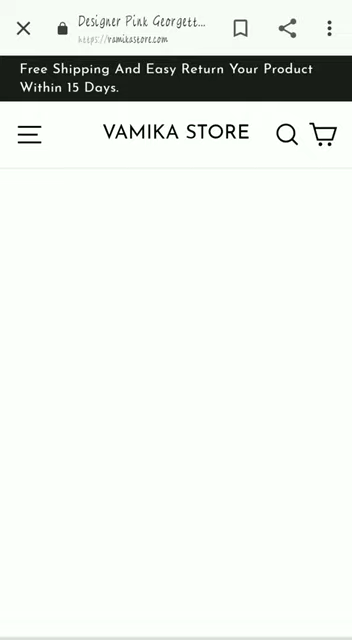 Designer Pink Georgett...
https://vamikastore.com
Free Shipping And Easy Return Your Product
Within 15 Days.
VAMIKA STORE